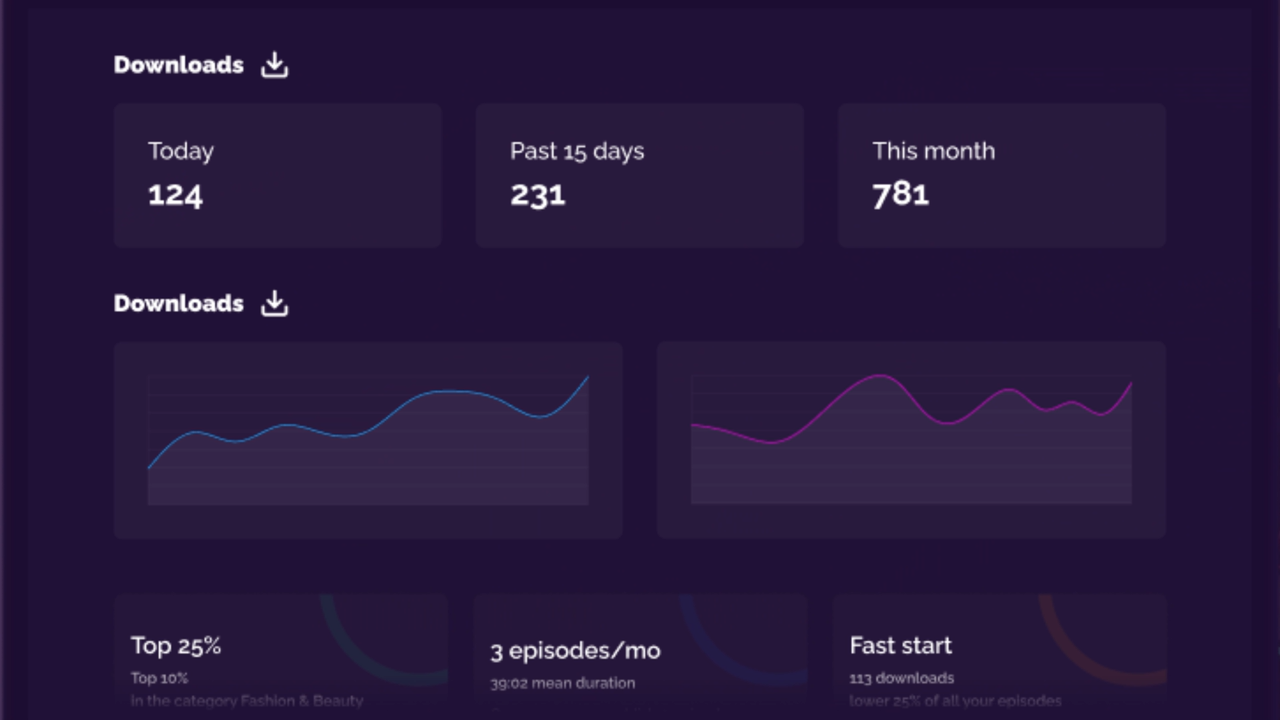 Downloads
Today
124
Past 15 days
231
This month
781
Downloads
Top 25%
Top 10%
in the category Fashion & Beauty
3 episodes/mo
39:02 mean duration
Fast start
113 downloads
lower 25% of all your episodes